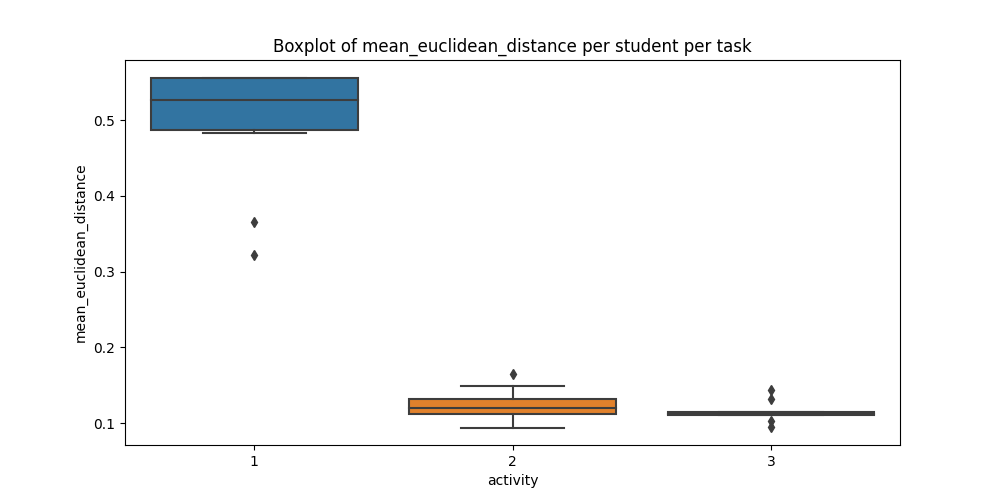 Boxplot of mean_euclidean_distance per student per task
mean_euclidean_distance
0.5
0.4
0.3
0.2
0.1
1
2
3
activity